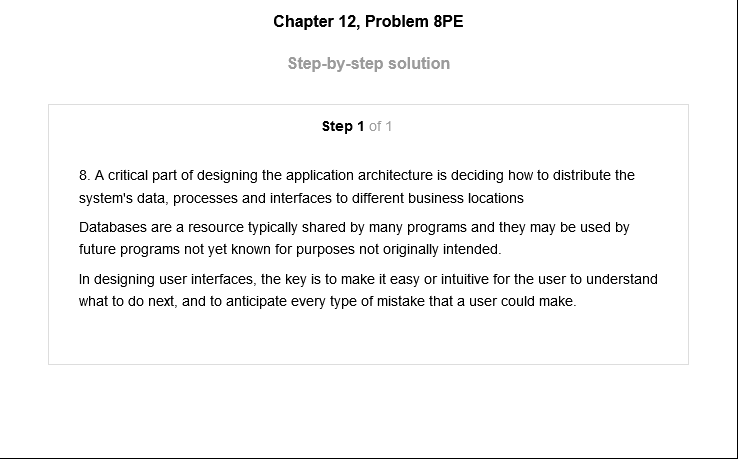 Chapter 12, Problem 8PE
Step-by-step solution
Step 1 of 1
8. A critical part of designing the application architecture is deciding how to distribute the
system's data, processes and interfaces to different business locations
Databases are a resource typically shared by many programs and they may be used by
future programs not yet known for purposes not originally intended.
In designing user interfaces, the key is to make it easy or intuitive for the user to understand
what to do next, and to anticipate every type of mistake that a user could make.